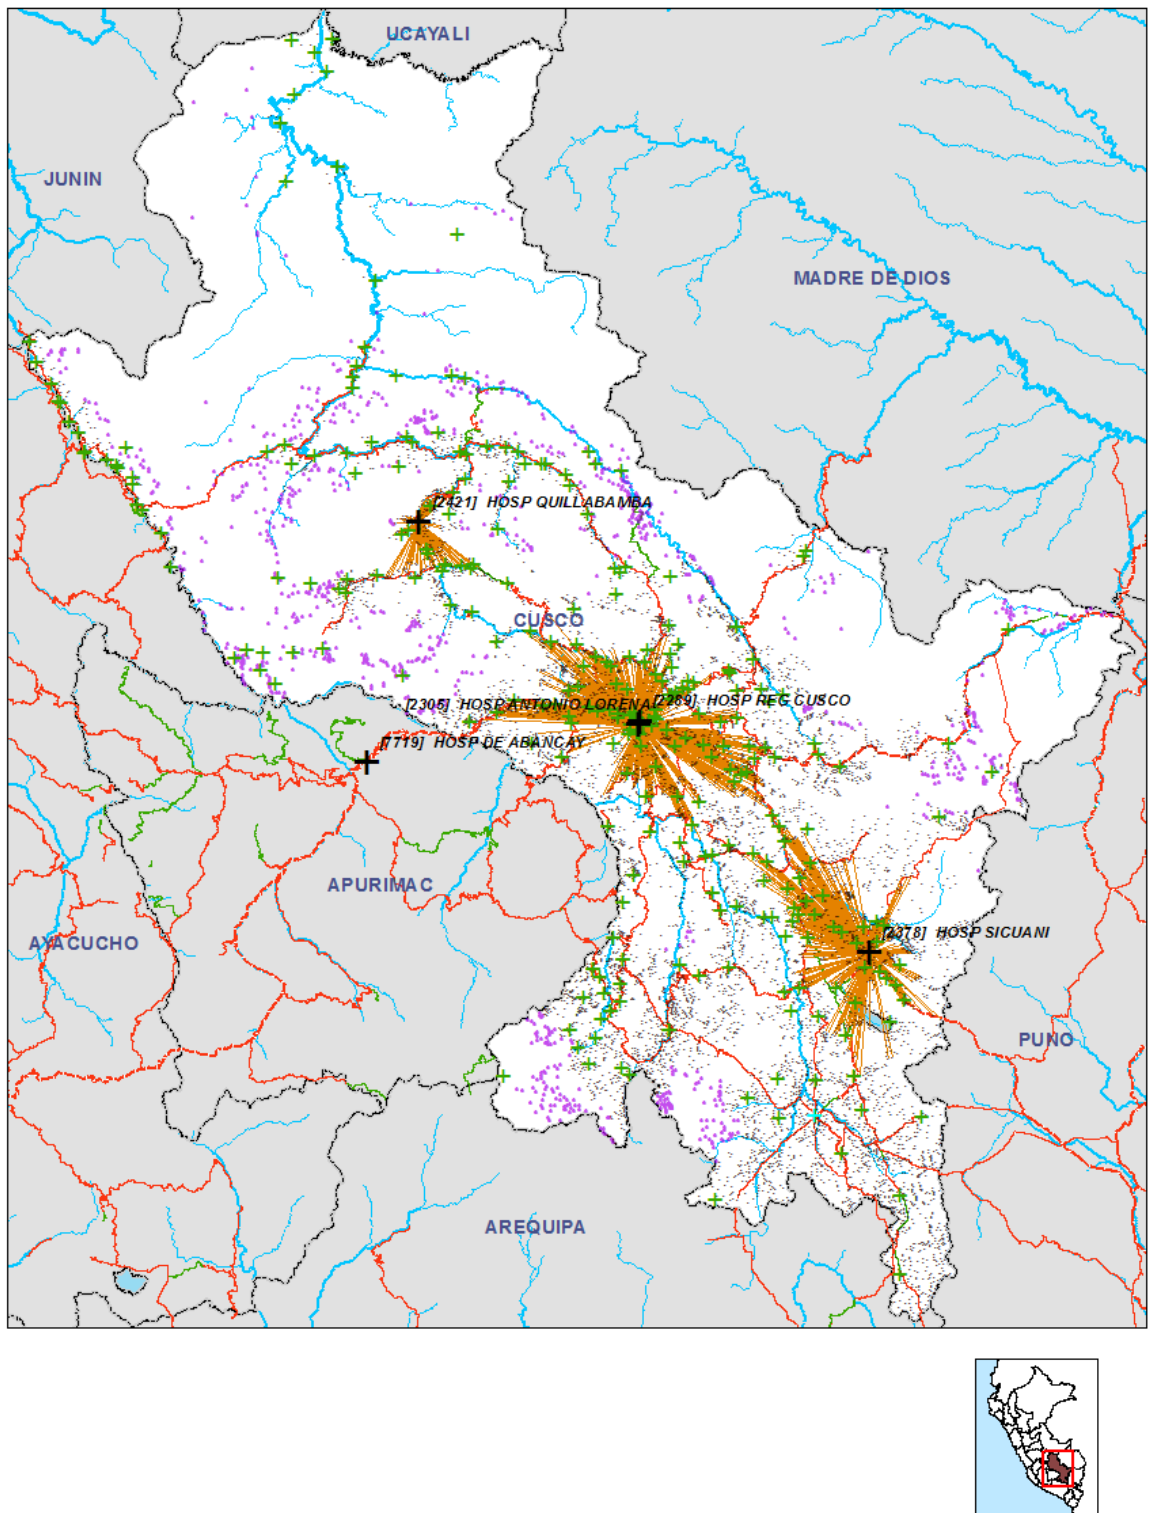 UCAYALI
JUNIN
MADRE DE DIOS
[2421] HOSP QUILLABAMBA
CUSCO
[2305] HOSP ANTONIO LORENA
[2289] HOSP REG CUSCO
[7719] HOSP DE ABANCAY
APURIMAC
AYACUCHO
[2378] HOSP SICUANI
PUNO
AREQUIPA